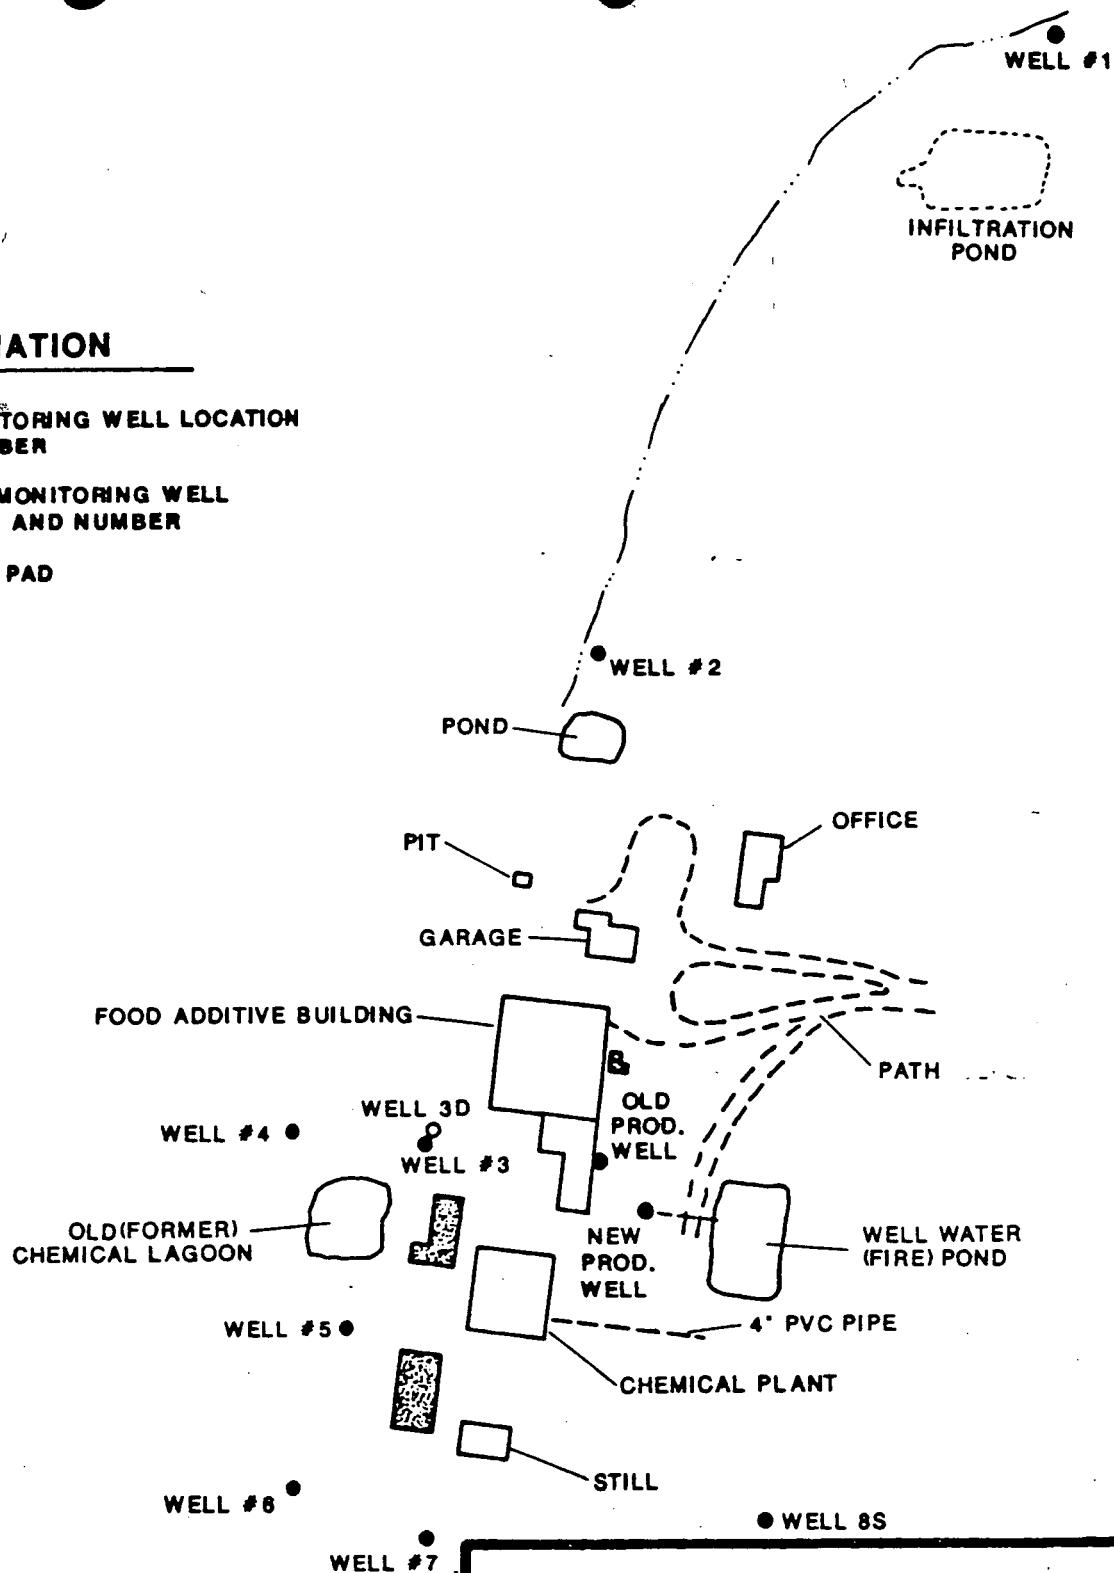 WELL #1
INFILTRATION
POND
ATION
TORING WELL LOCATION
BER
MONITORING WELL
AND NUMBER
PAD
WELL #2
POND
OFFICE
PIT
GARAGE
FOOD ADDITIVE BUILDING
PATH
WELL 3D
OLD
PROD.
WELL
WELL #4
WELL #3
OLD(FORMER)
CHEMICAL LAGOON
NEW
PROD.
WELL
WELL WATER
(FIRE) POND
WELL #5
4" PVC PIPE
CHEMICAL PLANT
STILL
WELL #6
WELL 8S
WELL #7